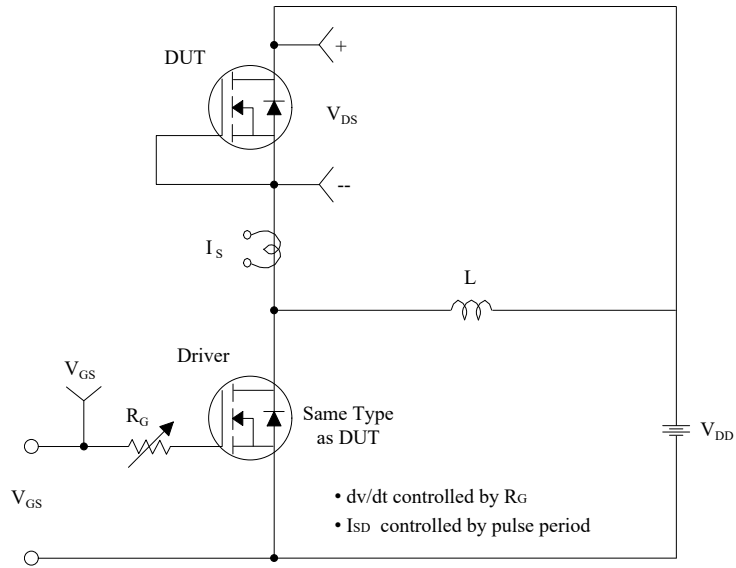 DUT
+
VDS
--
I S
L
Driver
VGS
RG
Same Type
as DUT
VDD
VGS
• dv/dt controlled by RG
• ISD controlled by pulse period